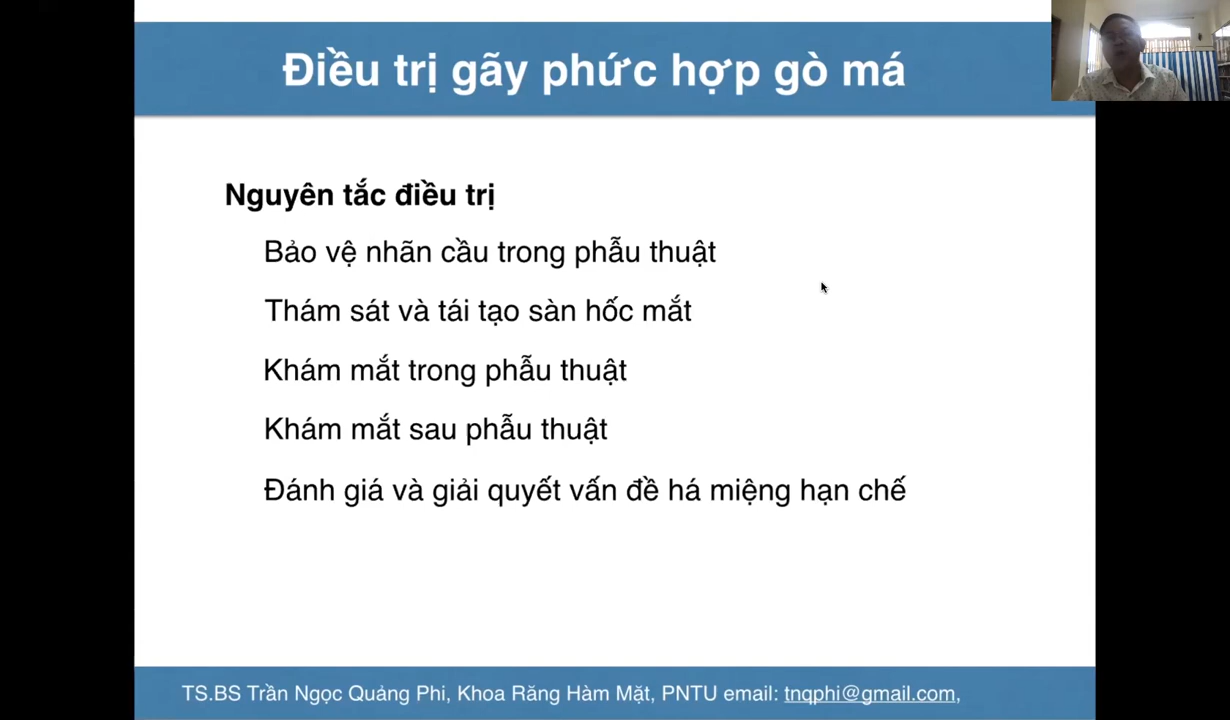 Điều trị gãy phức hợp gò má
Nguyên tắc điều trị
Bảo vệ nhãn cầu trong phẫu thuật
Thám sát và tái tạo sàn hốc mắt
Khám mắt trong phẫu thuật
Khám mắt sau phẫu thuật
Đánh giá và giải quyết vấn đề há miệng hạn chế
TS.BS Trần Ngọc Quảng Phi, Khoa Răng Hàm Mặt, PNTU email: tnqphi@gmail.com,